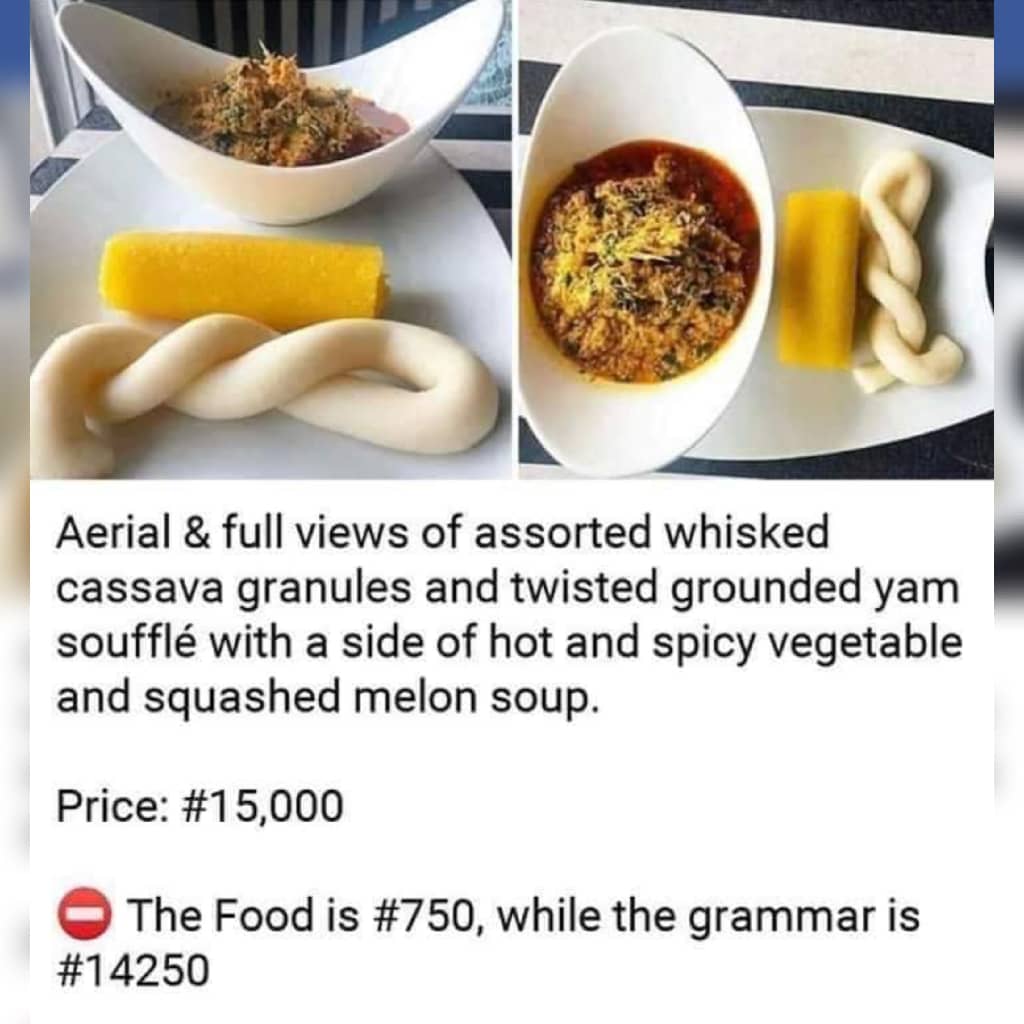 Aerial & full views of assorted whisked
cassava granules and twisted grounded yam
soufflé with a side of hot and spicy vegetable
and squashed melon soup.
Price: #15,000
⛔ The Food is #750, while the grammar is
#14250